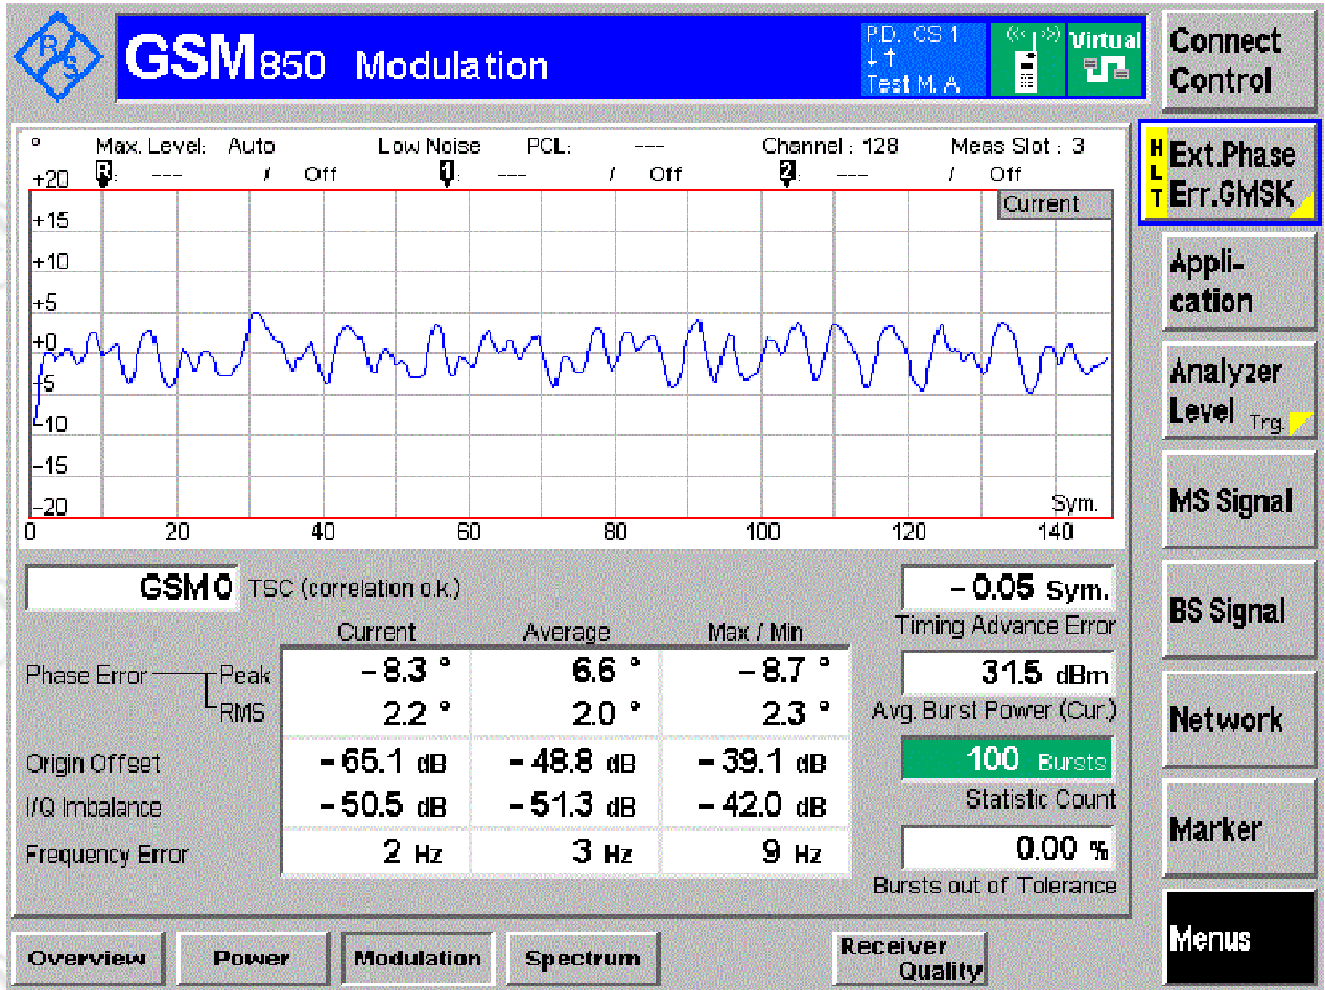 R/S
GSM850 Modulation
P.D. CS 1
↓↑
Test M. A.
Virtual
Connect
Control
° Max. Level: Auto Low Noise PCL: --- Channel : 128 Meas Slot : 3
R : --- / Off 1 : --- / Off 2 : --- / Off
Current
+20
+15
+10
+5
+0
-5
-10
-15
-20
Sym.
0 20 40 60 80 100 120 140
GSM 0 TSC (correlation o.k.)
Current Average Max / Min
Phase Error Peak -8.3 ° 6.6 ° -8.7 °
RMS 2.2 ° 2.0 ° 2.3 °
Origin Offset -65.1 dB -48.8 dB -39.1 dB
I/Q Imbalance -50.5 dB -51.3 dB -42.0 dB
Frequency Error 2 Hz 3 Hz 9 Hz
-0.05 Sym.
Timing Advance Error
31.5 dBm
Avg. Burst Power (Cur.)
100 Bursts
Statistic Count
0.00 %
Bursts out of Tolerance
HLT
Ext.Phase
Err.GMSK
Appli-
cation
Analyzer
Level Trg.
MS Signal
BS Signal
Network
Marker
Menus
Overview Power Modulation Spectrum Receiver
Quality